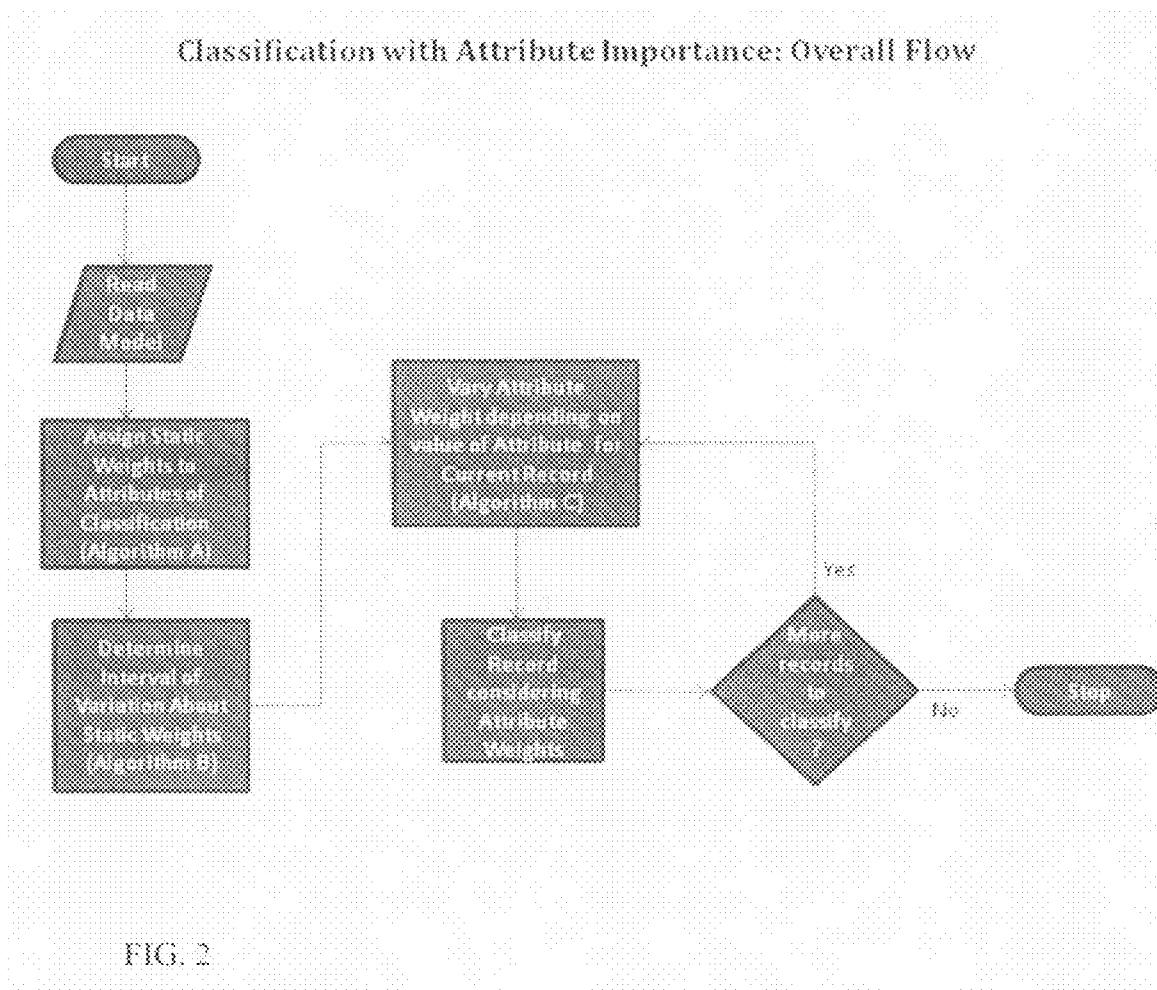 Classification with Attribute Importance: Overall Flow
Start
Read
Data
Model
Assign Static
Weights to
Attributes of
Classification
(Algorithm A)
Determine
Interval of
Variation About
Static Weights
(Algorithm B)
Vary Attribute
Weight depending on
value of Attribute for
Current Record
(Algorithm C)
Classify
Record
considering
Attribute
Weights
More
records
to
classify
?
Yes
No
Stop
FIG. 2